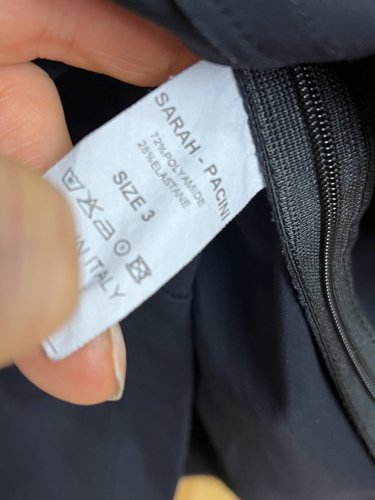 SARAH - PACINI
72%POLYAMIDE
28%ELASTANE
SIZE 3
IN ITALY